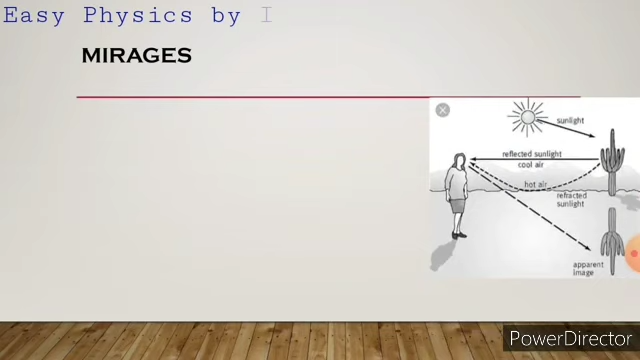 Easy Physics by I
MIRAGES
sunlight
reflected sunlight
cool air
hot air
refracted
sunlight
apparent
image
PowerDirector